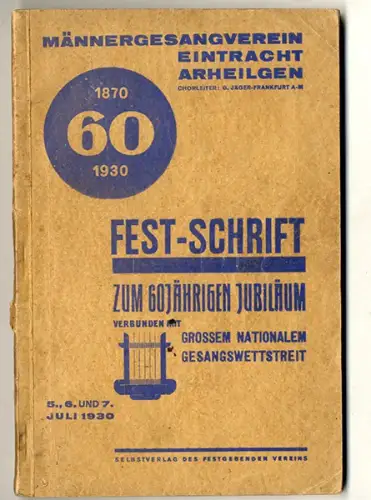 MÄNNERGESANGVEREIN
EINTRACHT
ARHEILGEN
CHORLEITER: G. JÄGER-FRANKFURT A-M
1870
60
1930
FEST-SCHRIFT
ZUM 60JÄHRIGEN JUBILÄUM
VERBUNDEN MIT
GROSSEM NATIONALEM
GESANGSWETTSTREIT
5., 6. UND 7.
JULI 1930
SELBSTVERLAG DES FESTGEBENDEN VEREINS